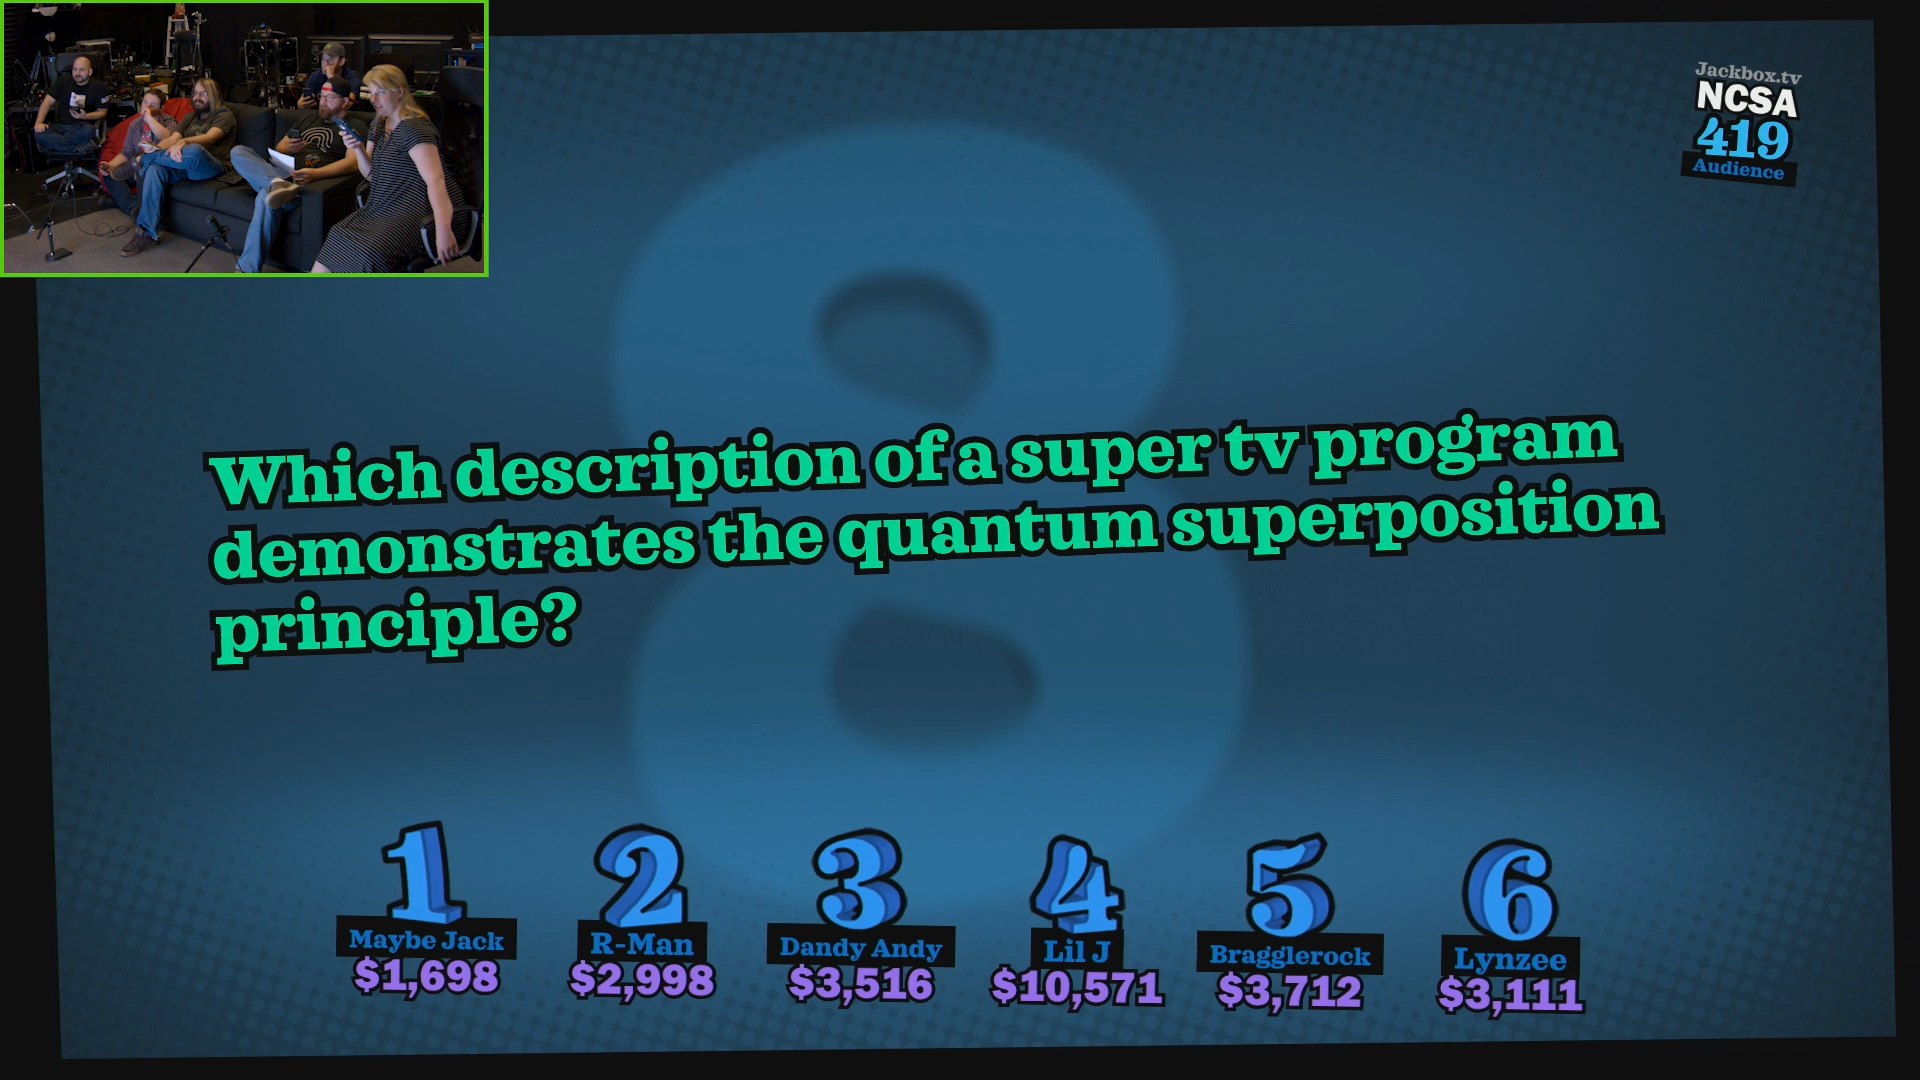 Jackbox.tv
NCSA
419
Audience
8
Which description of a super tv program
demonstrates the quantum superposition
principle?
1
Maybe Jack
$1,698
2
R-Man
$2,998
3
Dandy Andy
$3,516
4
Lil J
$10,571
5
Bragglerock
$3,712
6
Lynzee
$3,111